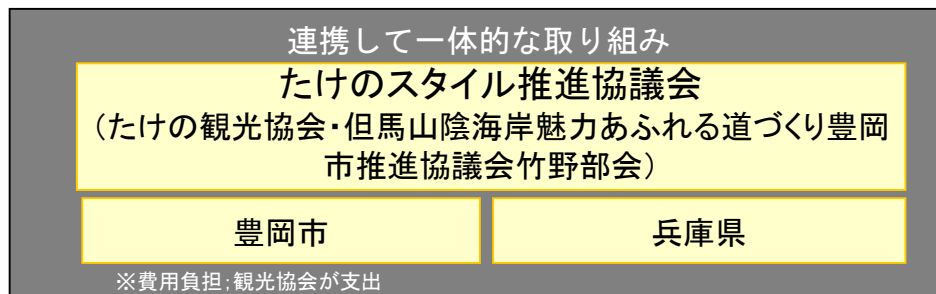 連携して一体的な取り組み
たけのスタイル推進協議会
（たけの観光協会・但馬山陰海岸魅力あふれる道づくり豊岡
市推進協議会竹野部会）
豊岡市
兵庫県
※費用負担；観光協会が支出